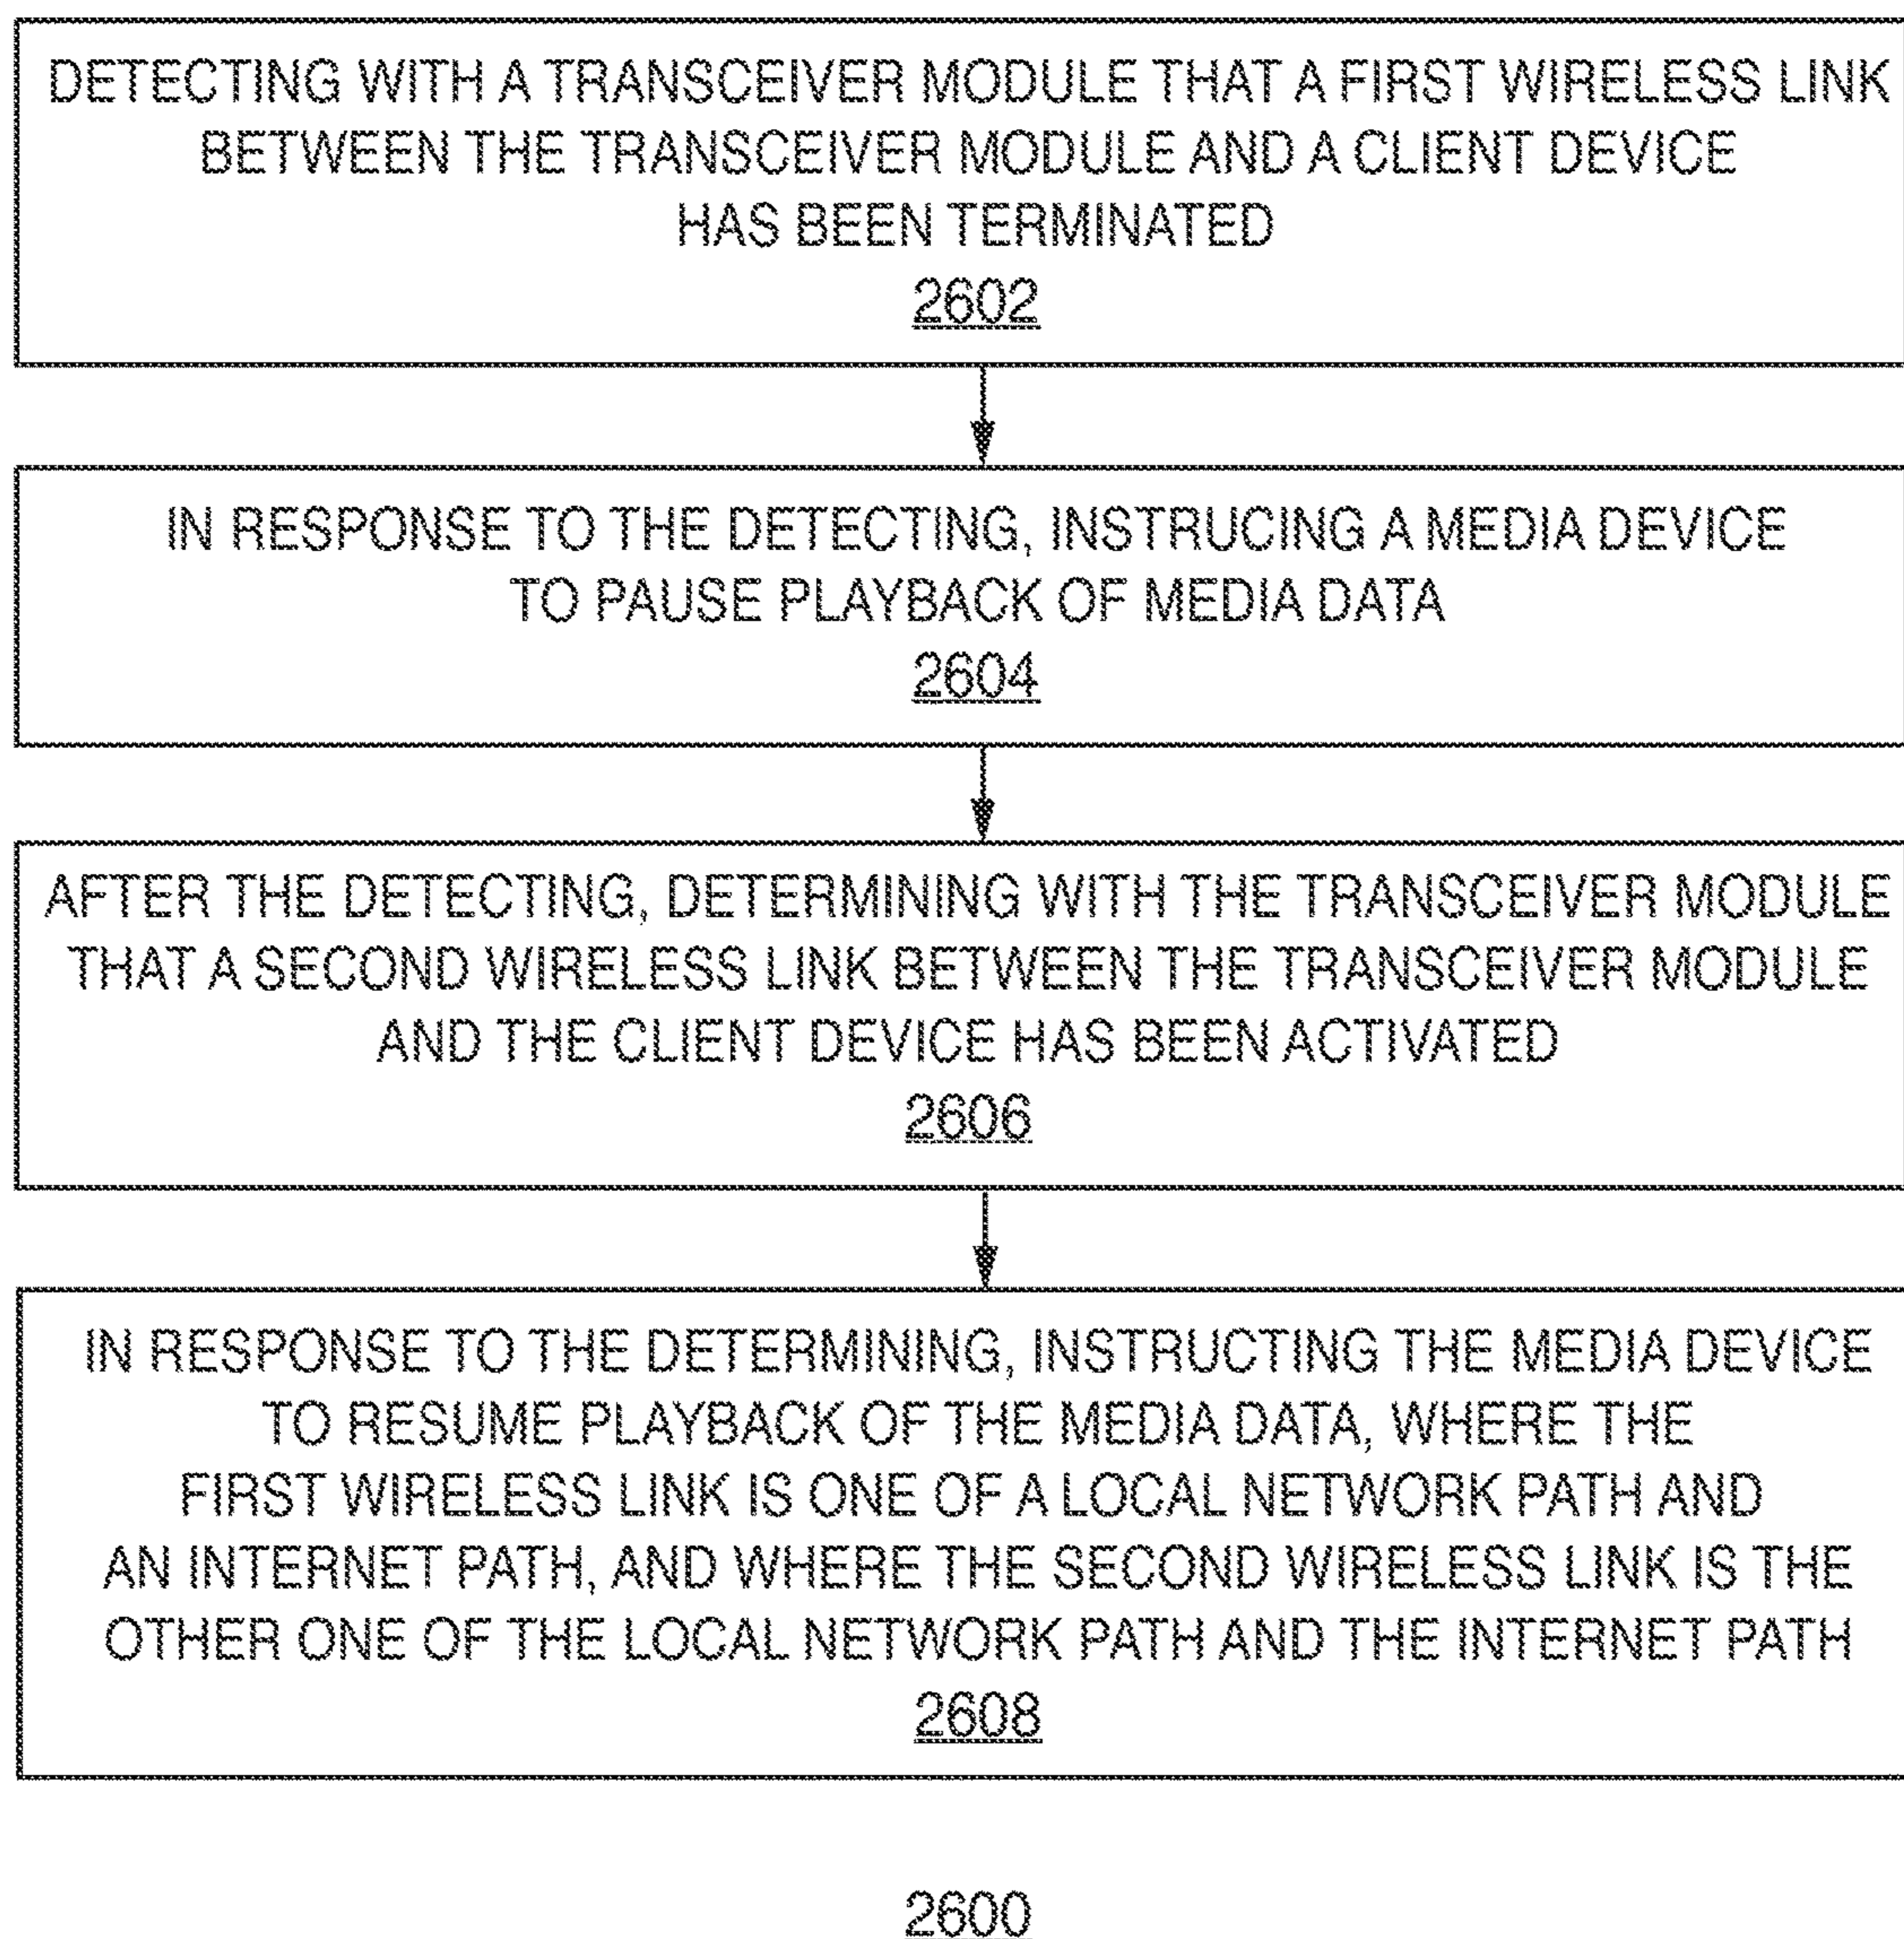 DETECTING WITH A TRANSCEIVER MODULE THAT A FIRST WIRELESS LINK
BETWEEN THE TRANSCEIVER MODULE AND A CLIENT DEVICE
HAS BEEN TERMINATED
2602
IN RESPONSE TO THE DETECTING, INSTRUCING A MEDIA DEVICE
TO PAUSE PLAYBACK OF MEDIA DATA
2604
AFTER THE DETECTING, DETERMINING WITH THE TRANSCEIVER MODULE
THAT A SECOND WIRELESS LINK BETWEEN THE TRANSCEIVER MODULE
AND THE CLIENT DEVICE HAS BEEN ACTIVATED
2606
IN RESPONSE TO THE DETERMINING, INSTRUCTING THE MEDIA DEVICE
TO RESUME PLAYBACK OF THE MEDIA DATA, WHERE THE
FIRST WIRELESS LINK IS ONE OF A LOCAL NETWORK PATH AND
AN INTERNET PATH, AND WHERE THE SECOND WIRELESS LINK IS THE
OTHER ONE OF THE LOCAL NETWORK PATH AND THE INTERNET PATH
2608
2600